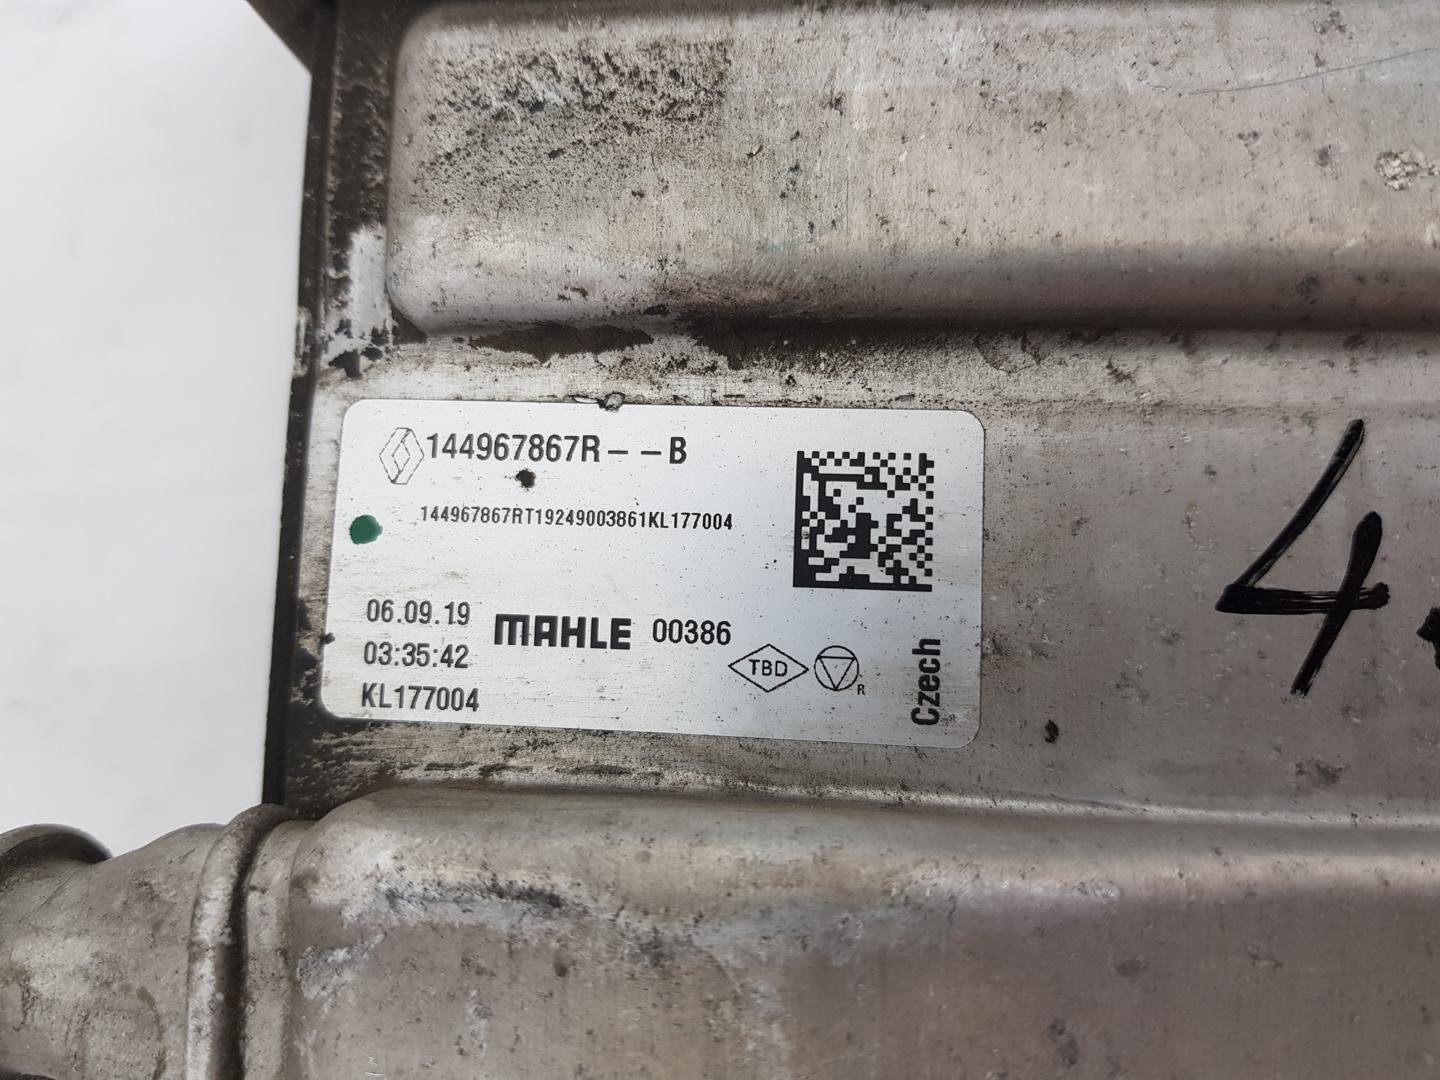 144967867R--B
144967867RT19249003861KL177004
06.09.19
03:35:42
KL177004
MAHLE 00386
TBD
R
Czech
4.